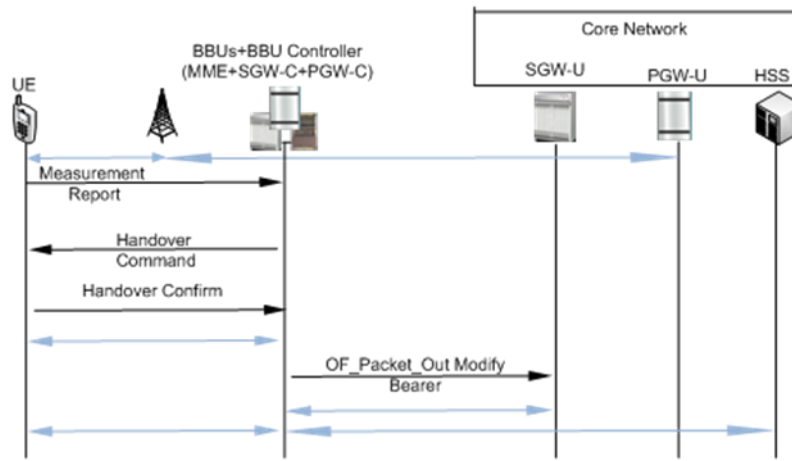 Core Network
BBUs+BBU Controller
(MME+SGW-C+PGW-C)
SGW-U
PGW-U
HSS
UE
Measurement
Report
Handover
Command
Handover Confirm
OF_Packet_Out Modify
Bearer